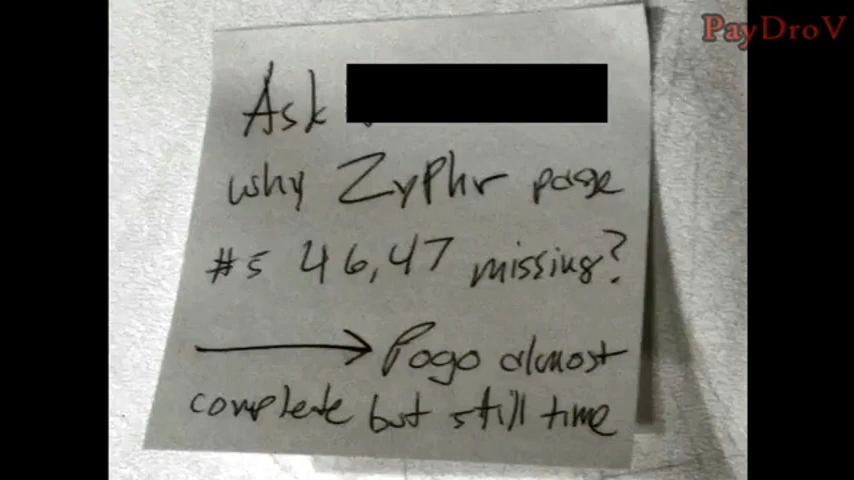 PayDroV
Ask
why Zyphr page
#s 46,47 missing?
→ Pogo almost
complete but still time